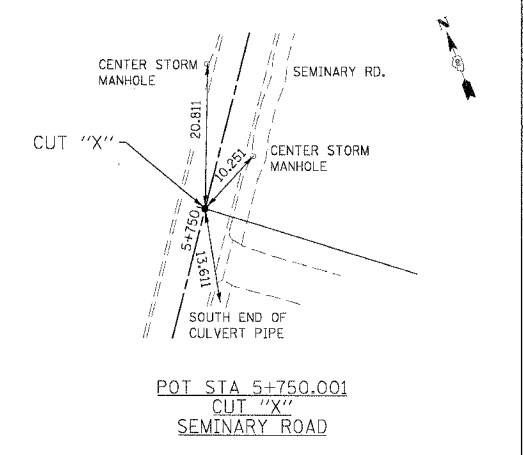 N
CENTER STORM
MANHOLE
SEMINARY RD.
20.811
CUT "X"
10.251
CENTER STORM
MANHOLE
5+750
13.611
SOUTH END OF
CULVERT PIPE
POT STA 5+750.001
CUT "X"
SEMINARY ROAD